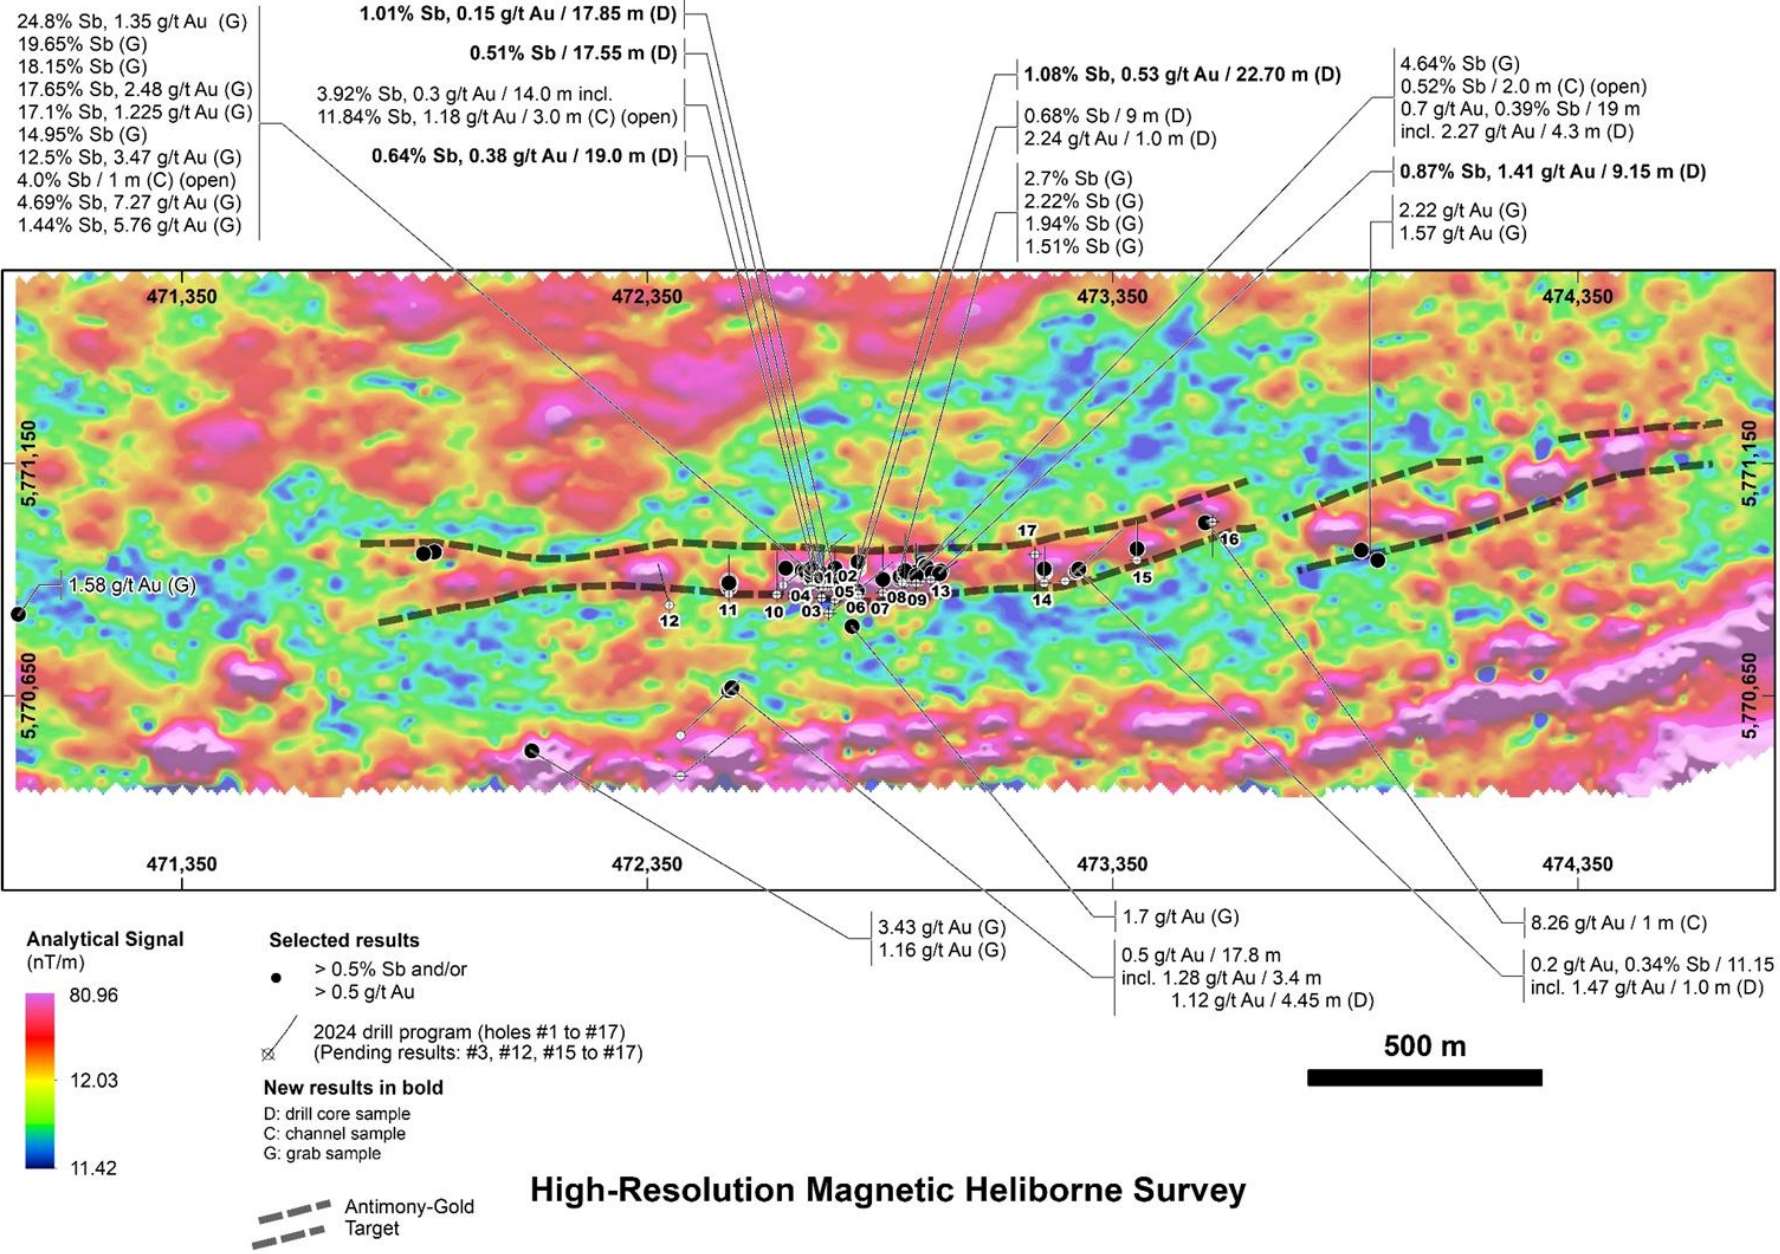 24.8% Sb, 1.35 g/t Au (G)
19.65% Sb (G)
18.15% Sb (G)
17.65% Sb, 2.48 g/t Au (G)
17.1% Sb, 1.225 g/t Au (G)
14.95% Sb (G)
12.5% Sb, 3.47 g/t Au (G)
4.0% Sb / 1 m (C) (open)
4.69% Sb, 7.27 g/t Au (G)
1.44% Sb, 5.76 g/t Au (G)
1.01% Sb, 0.15 g/t Au / 17.85 m (D)
0.51% Sb / 17.55 m (D)
3.92% Sb, 0.3 g/t Au / 14.0 m incl.
11.84% Sb, 1.18 g/t Au / 3.0 m (C) (open)
0.64% Sb, 0.38 g/t Au / 19.0 m (D)
1.08% Sb, 0.53 g/t Au / 22.70 m (D)
0.68% Sb / 9 m (D)
2.24 g/t Au / 1.0 m (D)
2.7% Sb (G)
2.22% Sb (G)
1.94% Sb (G)
1.51% Sb (G)
4.64% Sb (G)
0.52% Sb / 2.0 m (C) (open)
0.7 g/t Au, 0.39% Sb / 19 m
incl. 2.27 g/t Au / 4.3 m (D)
0.87% Sb, 1.41 g/t Au / 9.15 m (D)
2.22 g/t Au (G)
1.57 g/t Au (G)
471,350
472,350
473,350
474,350
5,771,150
5,771,150
17
16
1.58 g/t Au (G)
01
02
15
04
05
08
09
13
14
11
10
03
06
07
12
5,770,650
5,770,650
471,350
472,350
473,350
474,350
3.43 g/t Au (G)
1.16 g/t Au (G)
1.7 g/t Au (G)
0.5 g/t Au / 17.8 m
incl. 1.28 g/t Au / 3.4 m
1.12 g/t Au / 4.45 m (D)
8.26 g/t Au / 1 m (C)
0.2 g/t Au, 0.34% Sb / 11.15
incl. 1.47 g/t Au / 1.0 m (D)
Analytical Signal
(nT/m)
80.96
12.03
11.42
Selected results
> 0.5% Sb and/or
> 0.5 g/t Au
2024 drill program (holes #1 to #17)
(Pending results: #3, #12, #15 to #17)
New results in bold
D: drill core sample
C: channel sample
G: grab sample
Antimony-Gold
Target
500 m
High-Resolution Magnetic Heliborne Survey